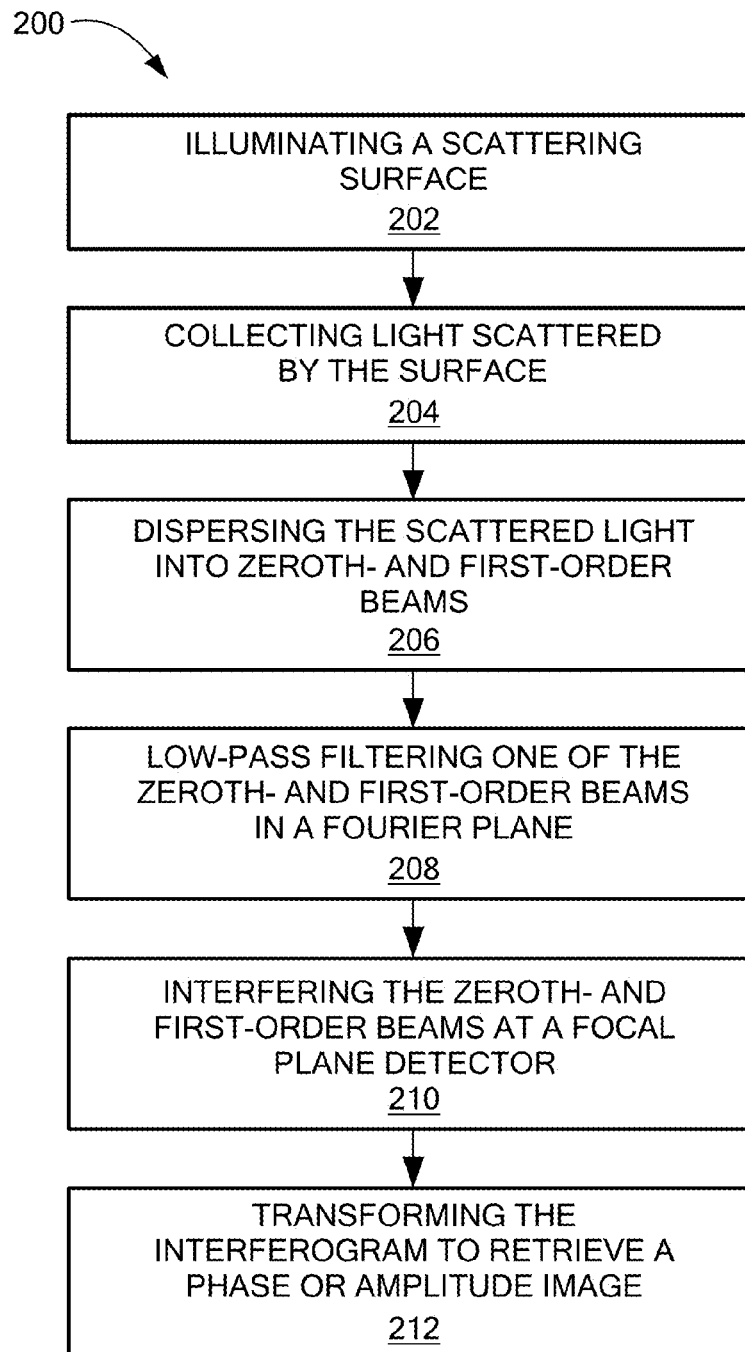 200
ILLUMINATING A SCATTERING
SURFACE
202
COLLECTING LIGHT SCATTERED
BY THE SURFACE
204
DISPERSING THE SCATTERED LIGHT
INTO ZEROTH- AND FIRST-ORDER
BEAMS
206
LOW-PASS FILTERING ONE OF THE
ZEROTH- AND FIRST-ORDER BEAMS
IN A FOURIER PLANE
208
INTERFERING THE ZEROTH- AND
FIRST-ORDER BEAMS AT A FOCAL
PLANE DETECTOR
210
TRANSFORMING THE
INTERFEROGRAM TO RETRIEVE A
PHASE OR AMPLITUDE IMAGE
212